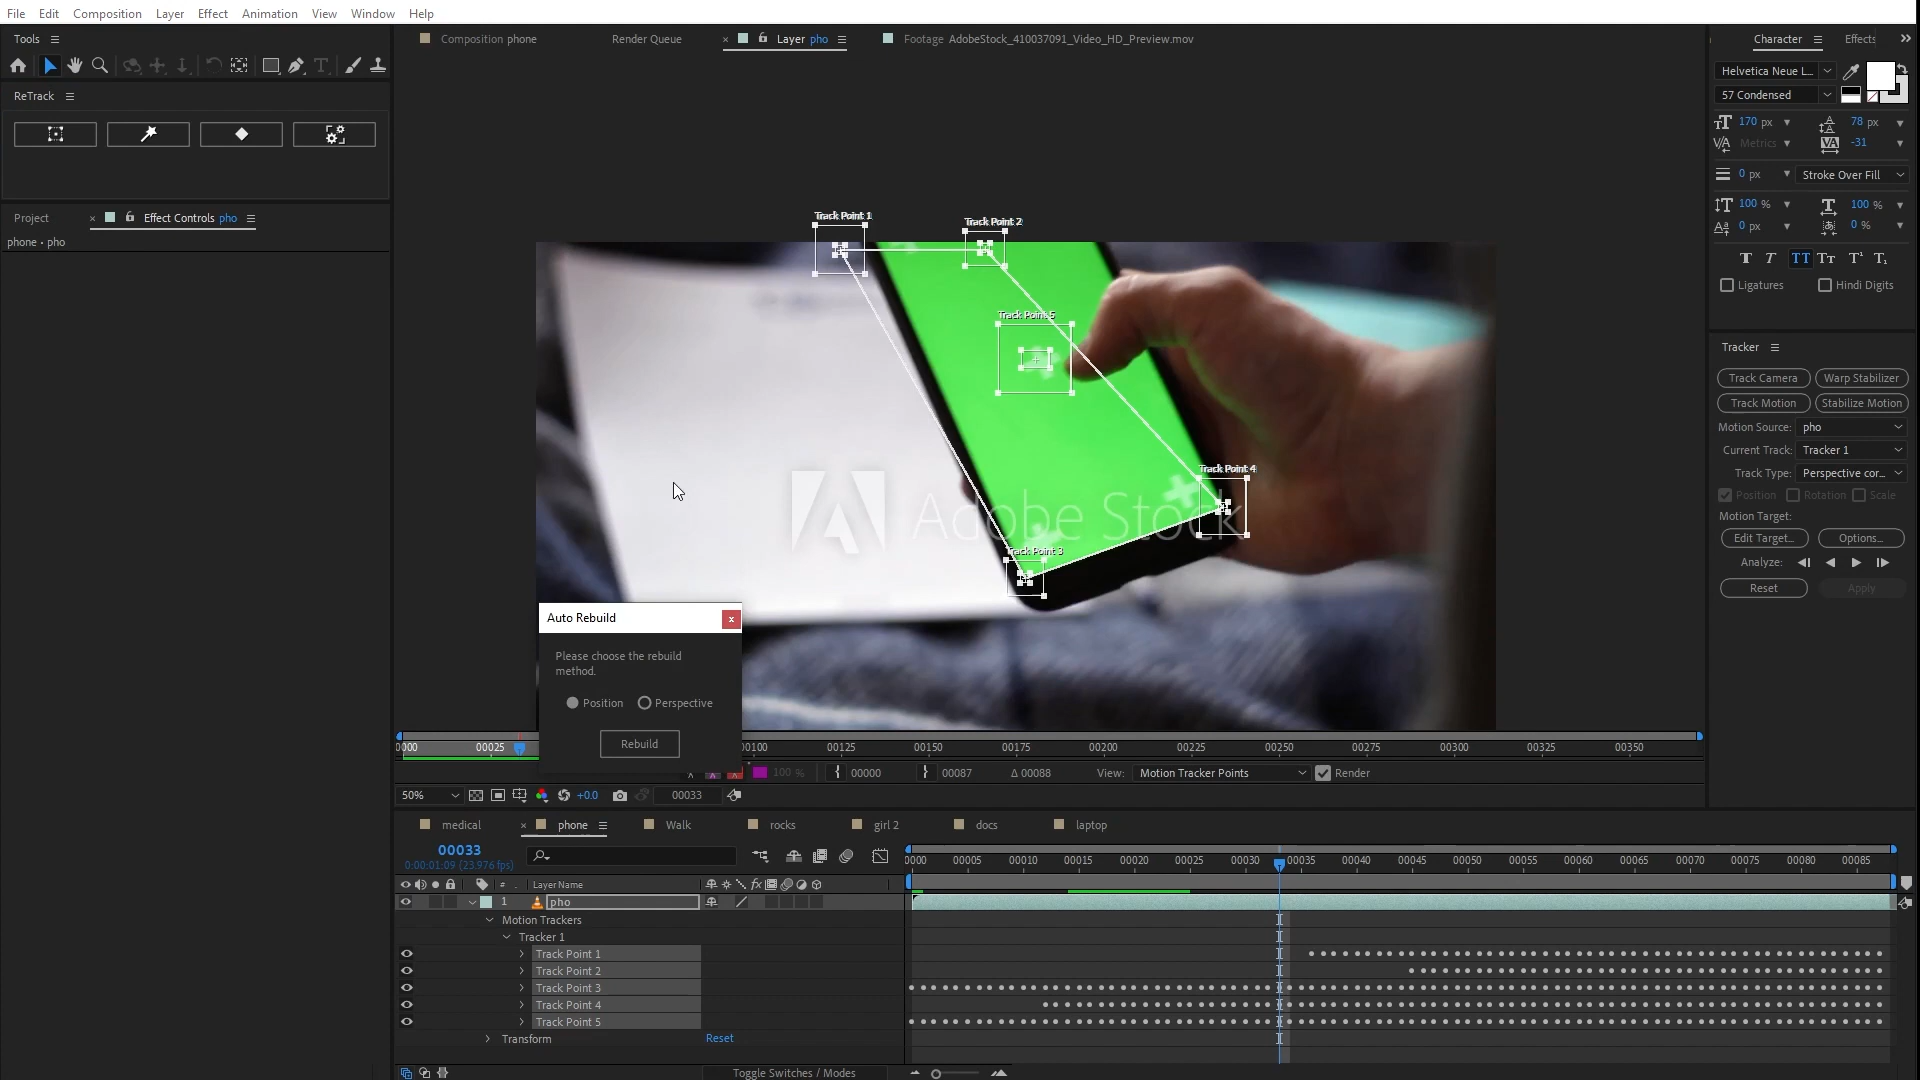 File Edit Composition Layer Effect Animation View Window Help
Tools
Composition phone
Render Queue
Layer pho
Footage AdobeStock_410037091_Video_HD_Preview.mov
Character
Effects
ReTrack
Helvetica Neue L...
57 Condensed
170 px
78 px
Metrics
-31
0 px
Stroke Over Fill
100 %
100 %
0 px
0 %
Ligatures
Hindi Digits
Project
Effect Controls pho
phone • pho
Track Point 1
Track Point 2
Track Point 5
Track Point 4
Track Point 3
Adobe Stock
Tracker
Track Camera
Warp Stabilizer
Track Motion
Stabilize Motion
Motion Source: pho
Current Track: Tracker 1
Track Type: Perspective cor...
Position Rotation Scale
Motion Target:
Edit Target...
Options...
Analyze:
Reset
Apply
Auto Rebuild
Please choose the rebuild
method.
Position Perspective
Rebuild
0000 00025 00100 00125 00150 00175 00200 00225 00250 00275 00300 00325 00350
100 %
00000
00087
Δ 00088
View: Motion Tracker Points
Render
50%
+0.0
00033
medical
phone
Walk
rocks
girl 2
docs
laptop
00033
0:00:01:09 (23.976 fps)
0000 00005 00010 00015 00020 00025 00030 00035 00040 00045 00050 00055 00060 00065 00070 00075 00080 00085
# Layer Name
fx
1 pho
Motion Trackers
Tracker 1
Track Point 1
Track Point 2
Track Point 3
Track Point 4
Track Point 5
Transform
Reset
Toggle Switches / Modes